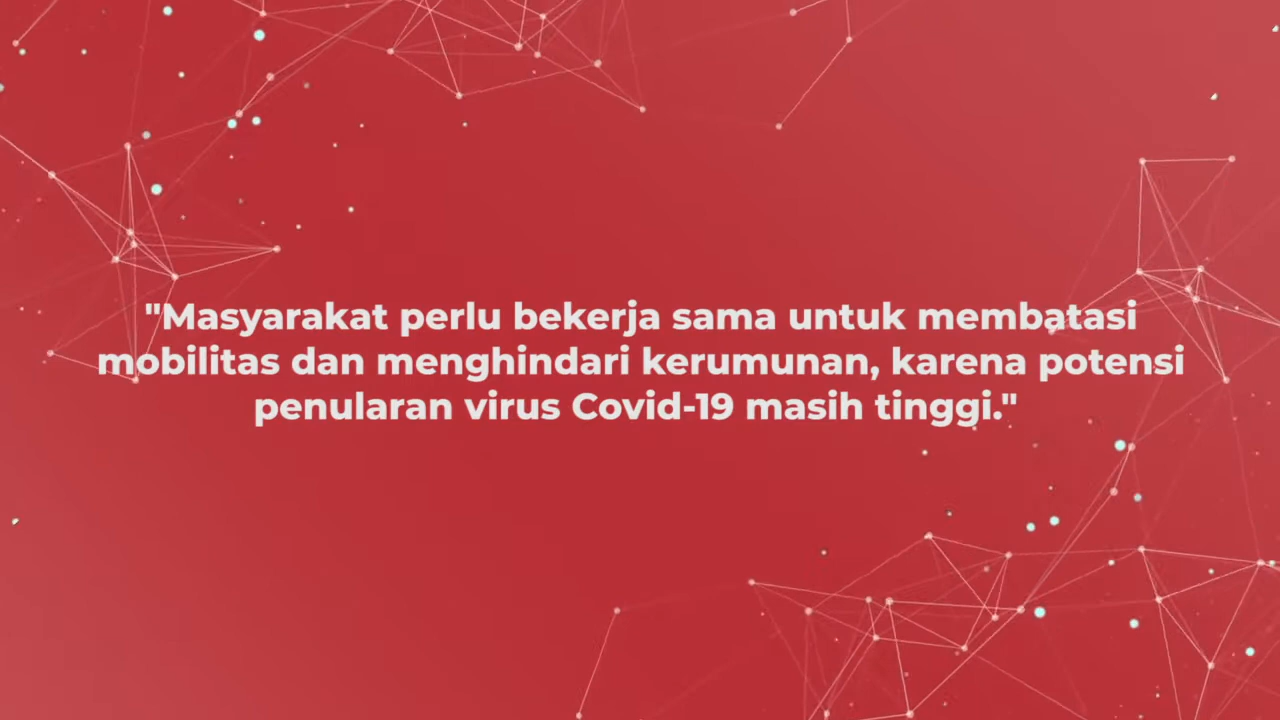 "Masyarakat perlu bekerja sama untuk membatasi
mobilitas dan menghindari kerumunan, karena potensi
penularan virus Covid-19 masih tinggi."